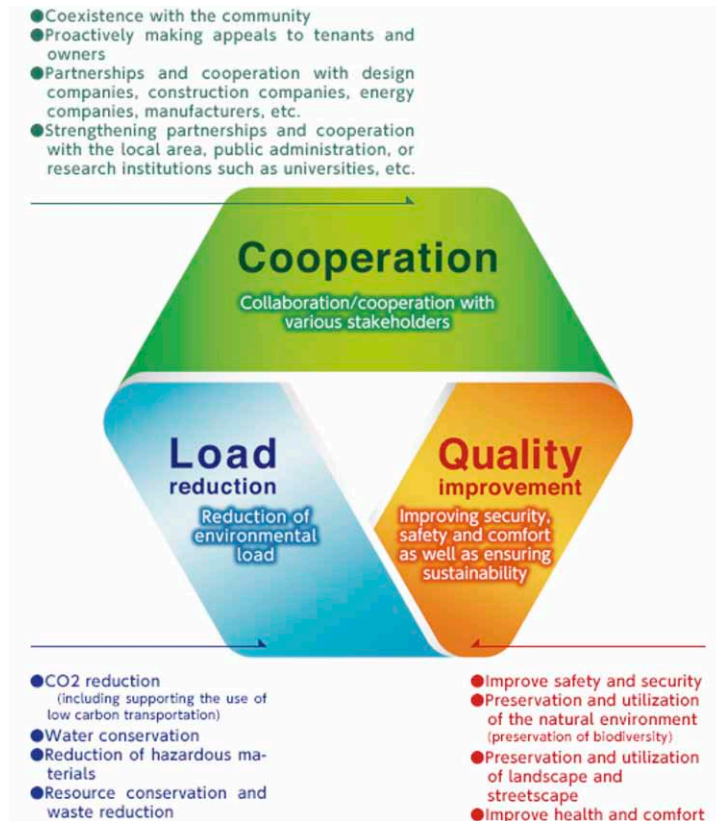 ●Coexistence with the community
●Proactively making appeals to tenants and
owners
●Partnerships and cooperation with design
companies, construction companies, energy
companies, manufacturers, etc.
●Strengthening partnerships and cooperation
with the local area, public administration, or
research institutions such as universities, etc.
Cooperation
Collaboration/cooperation with
various stakeholders
Load
reduction
Reduction of
environmental
load
Quality
improvement
Improving security,
safety and comfort
as well as ensuring
sustainability
●CO2 reduction
(including supporting the use of
low carbon transportation)
●Water conservation
●Reduction of hazardous ma-
terials
●Resource conservation and
waste reduction
●Improve safety and security
●Preservation and utilization
of the natural environment
(preservation of biodiversity)
●Preservation and utilization
of landscape and
streetscape
●Improve health and comfort